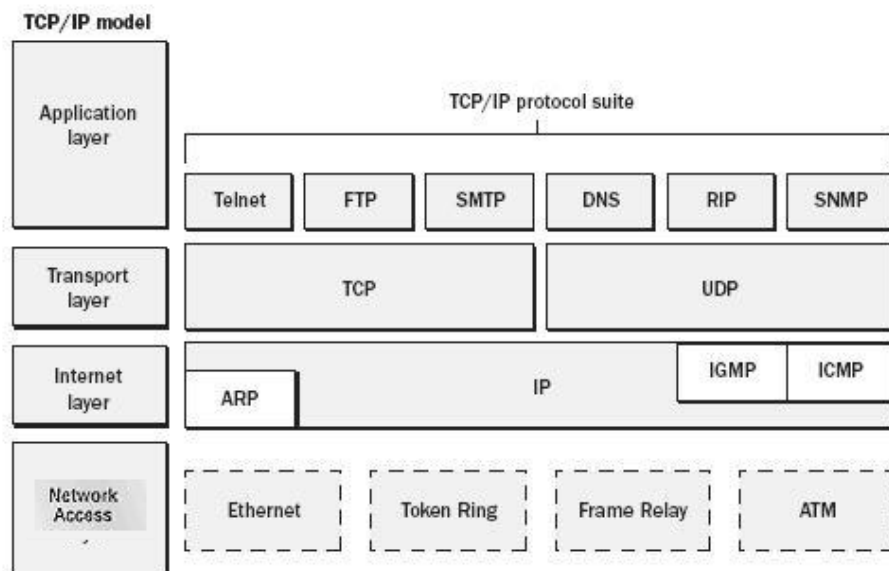 TCP/IP model
Application
layer
TCP/IP protocol suite
Telnet
FTP
SMTP
DNS
RIP
SNMP
Transport
layer
TCP
UDP
Internet
layer
ARP
IP
IGMP
ICMP
Network
Access
Ethernet
Token Ring
Frame Relay
ATM